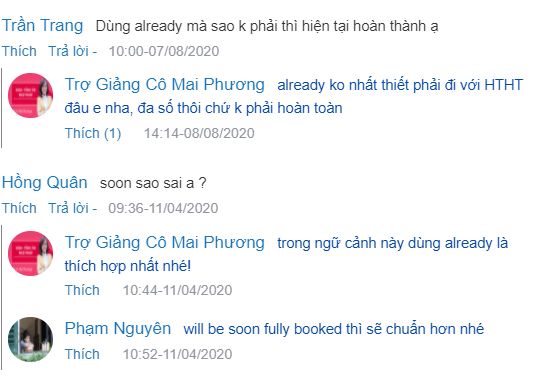 Trần Trang Dùng already mà sao k phải thì hiện tại hoàn thành ạ
Thích Trả lời - 10:00-07/08/2020
Trợ Giảng Cô Mai Phương already ko nhất thiết phải đi với HTHT
đâu e nha, đa số thôi chứ k phải hoàn toàn
Thích (1) 14:14-08/08/2020
Hồng Quân soon sao sai a ?
Thích Trả lời - 09:36-11/04/2020
Trợ Giảng Cô Mai Phương trong ngữ cảnh này dùng already là
thích hợp nhất nhé!
Thích 10:44-11/04/2020
Phạm Nguyên will be soon fully booked thì sẽ chuẩn hơn nhé
Thích 10:52-11/04/2020